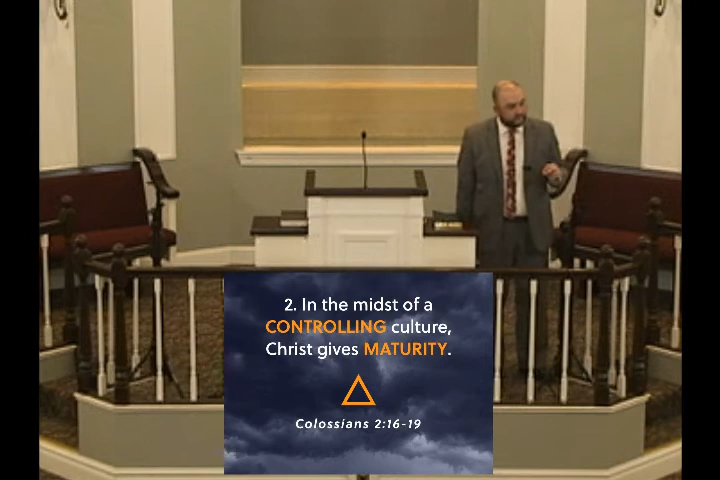 2. In the midst of a
CONTROLLING culture,
Christ gives MATURITY.
Colossians 2:16-19